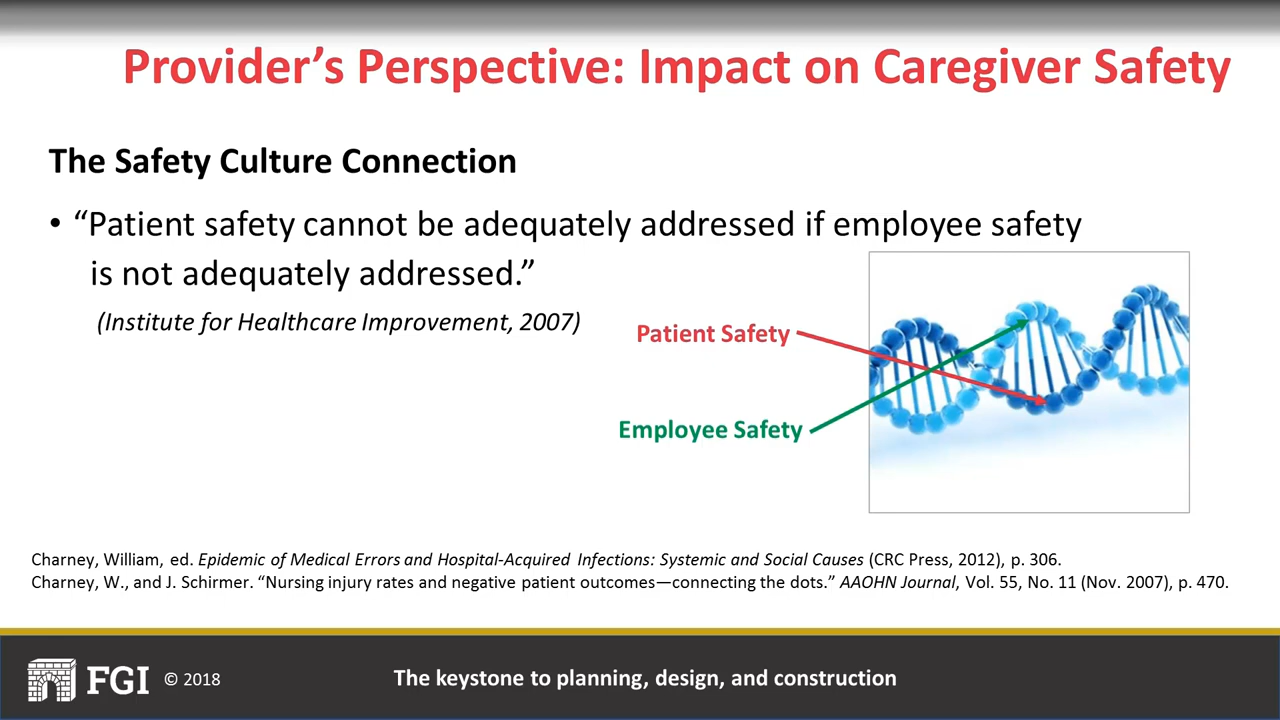 Provider’s Perspective: Impact on Caregiver Safety
The Safety Culture Connection
• “Patient safety cannot be adequately addressed if employee safety
is not adequately addressed.”
(Institute for Healthcare Improvement, 2007)
Patient Safety
Employee Safety
Charney, William, ed. Epidemic of Medical Errors and Hospital-Acquired Infections: Systemic and Social Causes (CRC Press, 2012), p. 306.
Charney, W., and J. Schirmer. “Nursing injury rates and negative patient outcomes—connecting the dots.” AAOHN Journal, Vol. 55, No. 11 (Nov. 2007), p. 470.
FGI © 2018
The keystone to planning, design, and construction